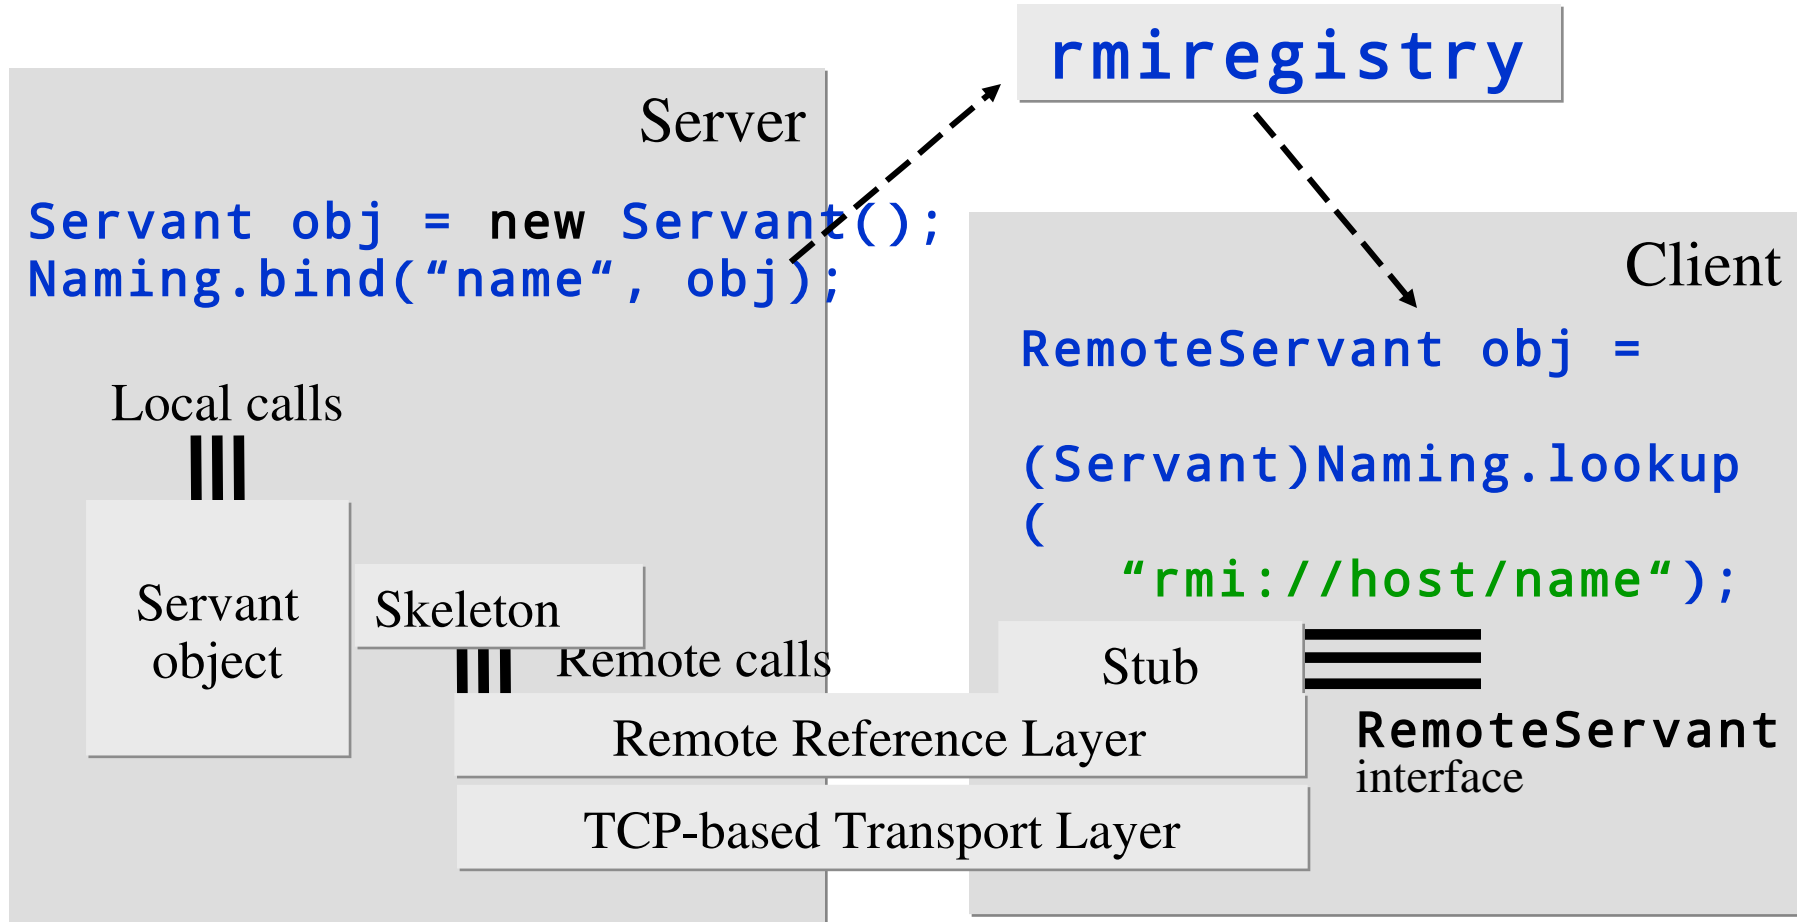 rmiregistry
Server
Servant obj = new Servant();
Naming.bind(“name“, obj);
Client
RemoteServant obj =
(Servant)Naming.lookup
(
“rmi://host/name“);
Local calls
Servant
object
Skeleton
Remote calls
Stub
Remote Reference Layer
RemoteServant
interface
TCP-based Transport Layer